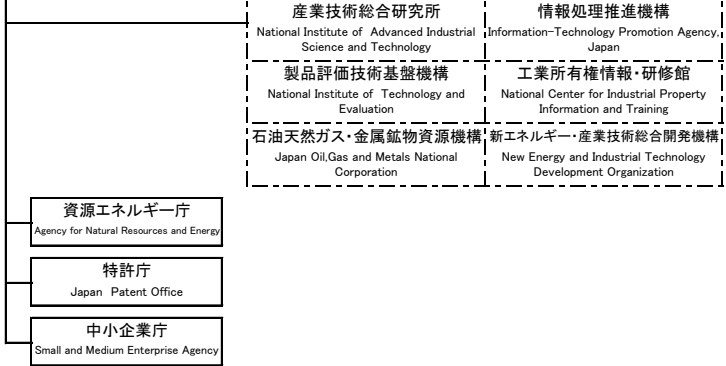 産業技術総合研究所
National Institute of Advanced Industrial
Science and Technology
情報処理推進機構
Information-Technology Promotion Agency,
Japan
製品評価技術基盤機構
National Institute of Technology and
Evaluation
工業所有権情報・研修館
National Center for Industrial Property
Information and Training
石油天然ガス・金属鉱物資源機構
Japan Oil,Gas and Metals National
Corporation
新エネルギー・産業技術総合開発機構
New Energy and Industrial Technology
Development Organization
資源エネルギー庁
Agency for Natural Resources and Energy
特許庁
Japan Patent Office
中小企業庁
Small and Medium Enterprise Agency